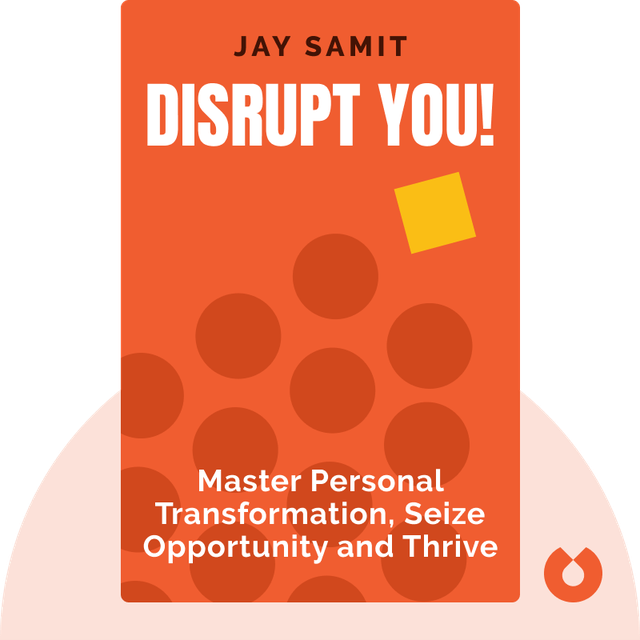 JAY SAMIT
DISRUPT YOU!
Master Personal
Transformation, Seize
Opportunity and Thrive